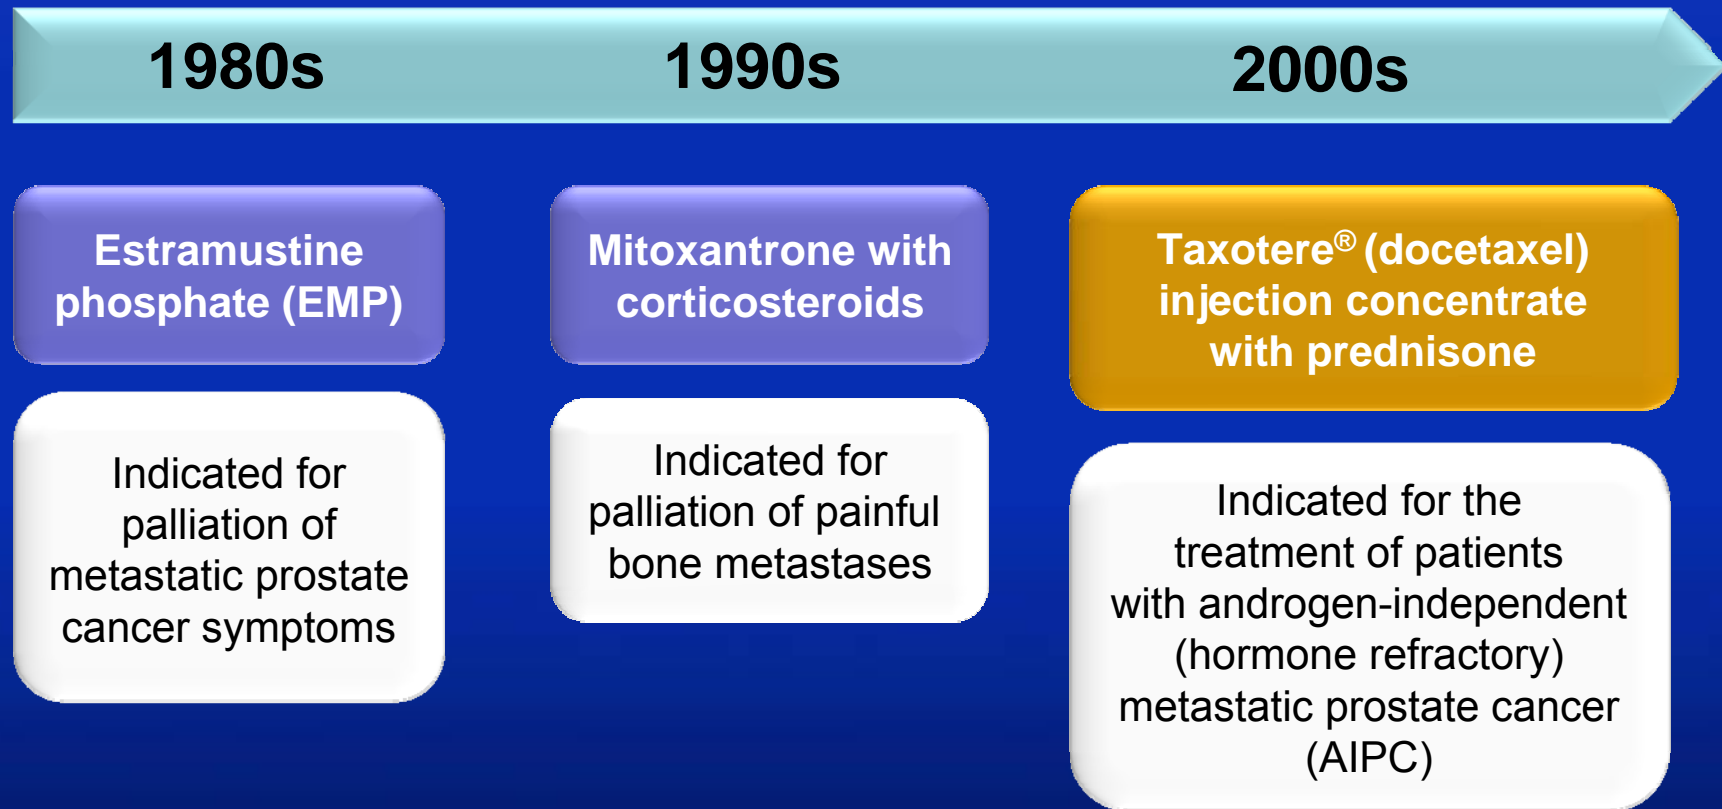 1980s
1990s
2000s
Estramustine
phosphate (EMP)
Mitoxantrone with
corticosteroids
Taxotere® (docetaxel)
injection concentrate
with prednisone
Indicated for
palliation of
metastatic prostate
cancer symptoms
Indicated for
palliation of painful
bone metastases
Indicated for the
treatment of patients
with androgen-independent
(hormone refractory)
metastatic prostate cancer
(AIPC)